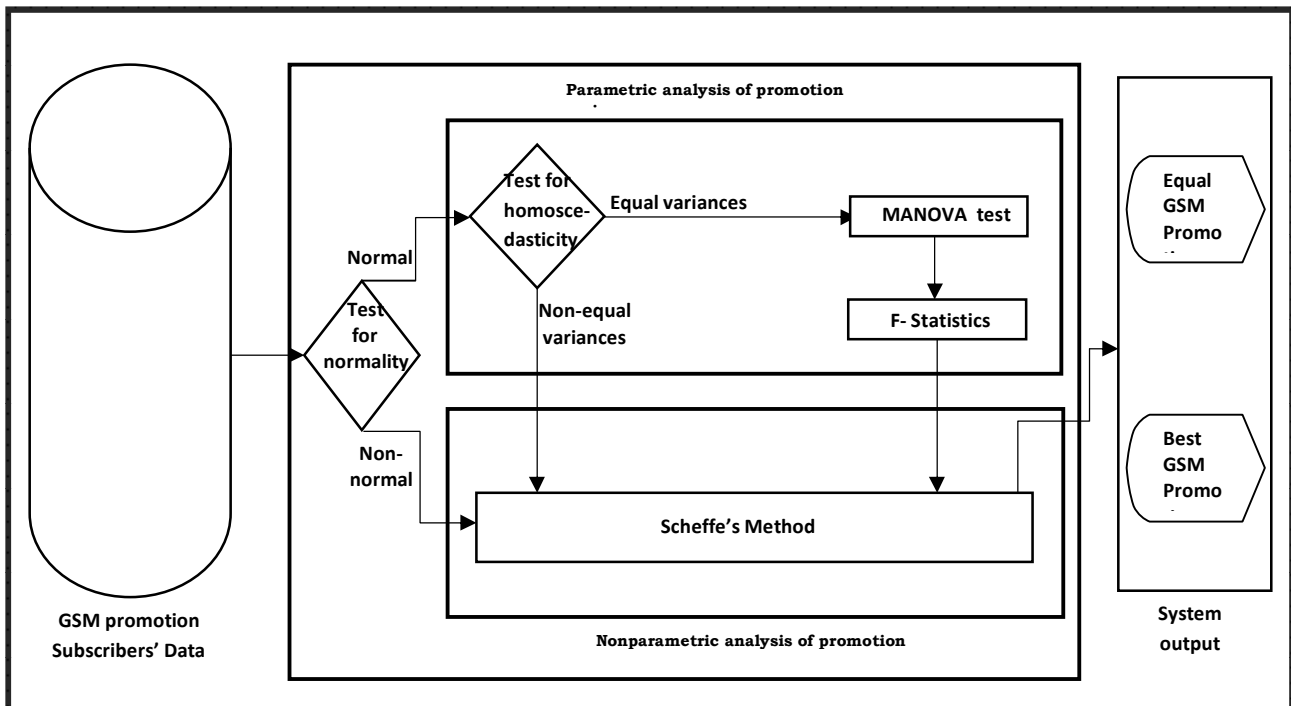 Parametric analysis of promotion
Test for
homosce-
dasticity
Equal variances
MANOVA test
Normal
Non-equal
variances
F- Statistics
Test
for
normality
Non-
normal
Scheffe's Method
Nonparametric analysis of promotion
GSM promotion
Subscribers' Data
Equal
GSM
Promo
Best
GSM
Promo
System
output